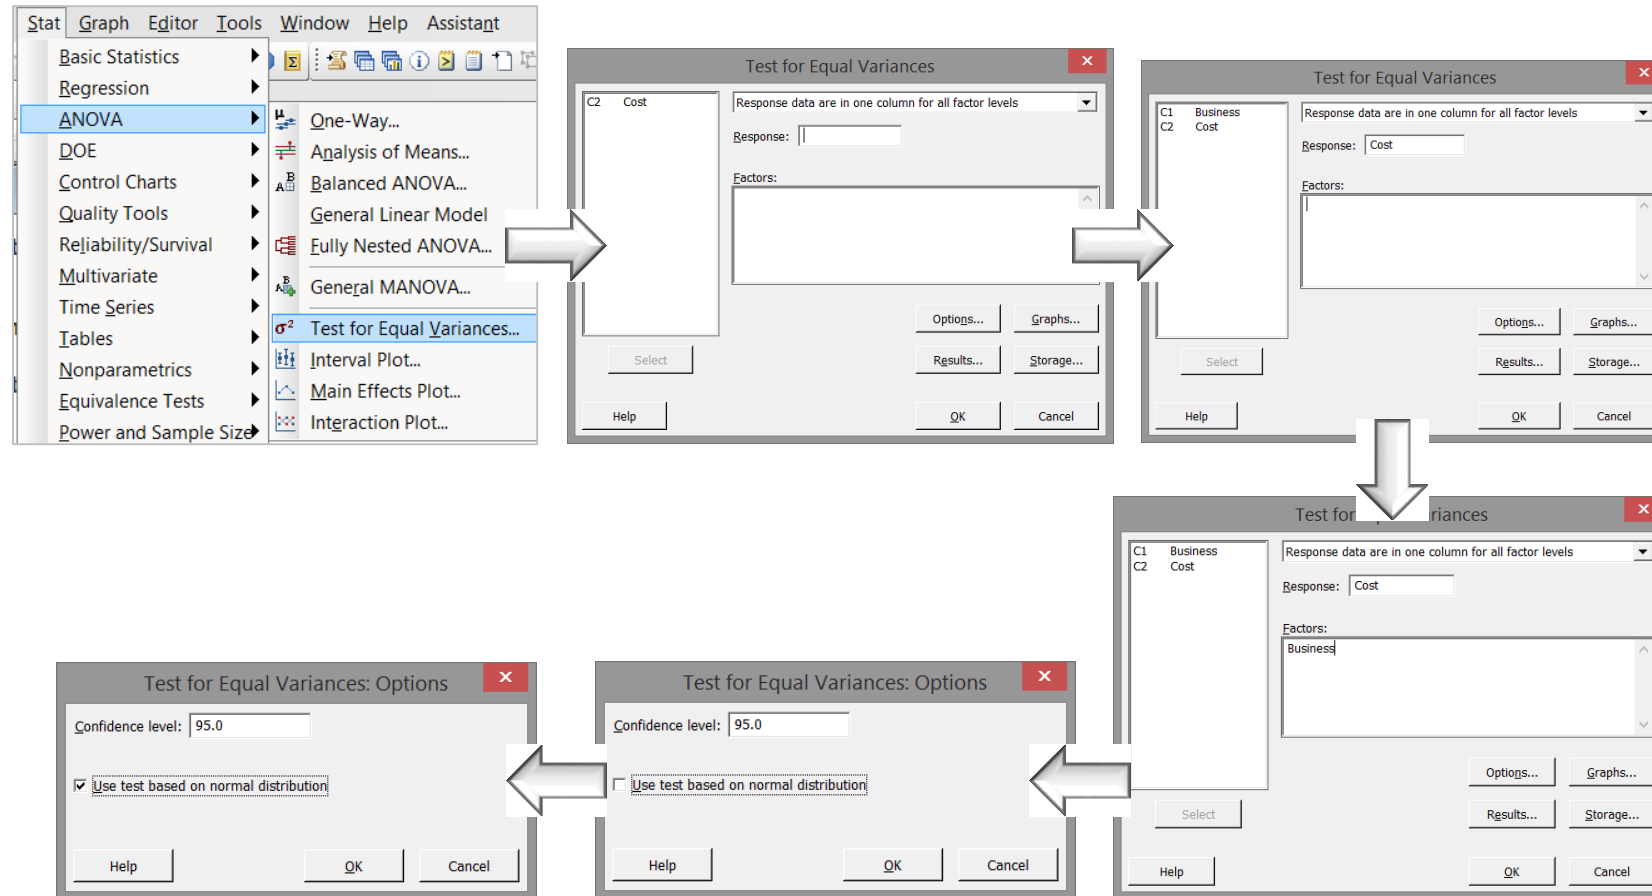 Stat Graph Editor Tools Window Help Assistant
Basic Statistics
Regression
ANOVA
DOE
Control Charts
Quality Tools
Reliability/Survival
Multivariate
Time Series
Tables
Nonparametrics
Equivalence Tests
Power and Sample Size
One-Way...
Analysis of Means...
Balanced ANOVA...
General Linear Model
Fully Nested ANOVA...
General MANOVA...
σ² Test for Equal Variances...
Interval Plot...
Main Effects Plot...
Interaction Plot...
Test for Equal Variances
C2 Cost
Response data are in one column for all factor levels
Response:
Factors:
Options... Graphs...
Select Results... Storage...
Help OK Cancel
Test for Equal Variances
C1 Business
C2 Cost
Response data are in one column for all factor levels
Response: Cost
Factors:
Options... Graphs...
Select Results... Storage...
Help OK Cancel
Test for riances
C1 Business
C2 Cost
Response data are in one column for all factor levels
Response: Cost
Factors:
Business
Options... Graphs...
Select Results... Storage...
Help OK Cancel
Test for Equal Variances: Options
Confidence level: 95.0
Use test based on normal distribution
Help OK Cancel
Test for Equal Variances: Options
Confidence level: 95.0
Use test based on normal distribution
Help OK Cancel